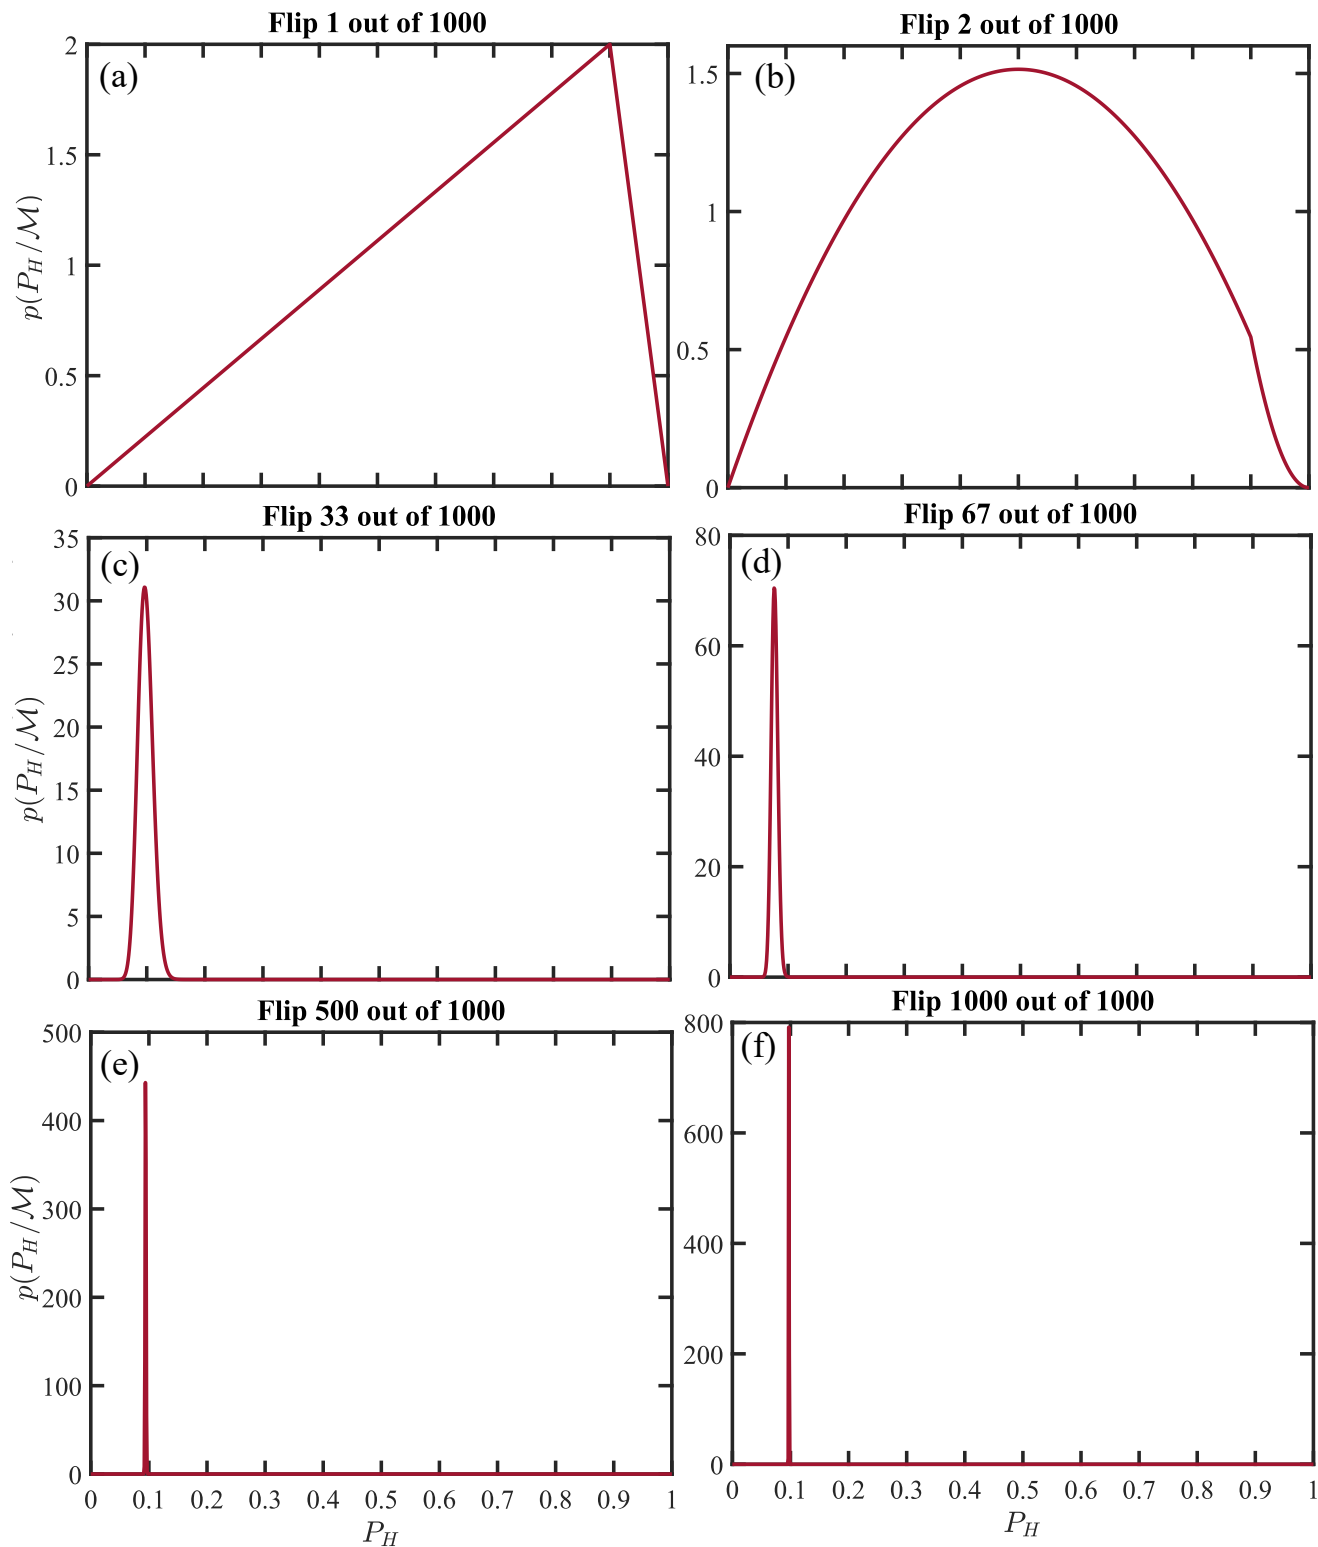 Flip 1 out of 1000
(a)
2
1.5
1
0.5
0
p(P_H/ℳ)
Flip 2 out of 1000
(b)
1.5
1
0.5
0
Flip 33 out of 1000
(c)
35
30
25
20
15
10
5
0
p(P_H/ℳ)
Flip 67 out of 1000
(d)
80
60
40
20
0
Flip 500 out of 1000
(e)
500
400
300
200
100
0
p(P_H/ℳ)
0 0.1 0.2 0.3 0.4 0.5 0.6 0.7 0.8 0.9 1
P_H
Flip 1000 out of 1000
(f)
800
600
400
200
0
0 0.1 0.2 0.3 0.4 0.5 0.6 0.7 0.8 0.9 1
P_H